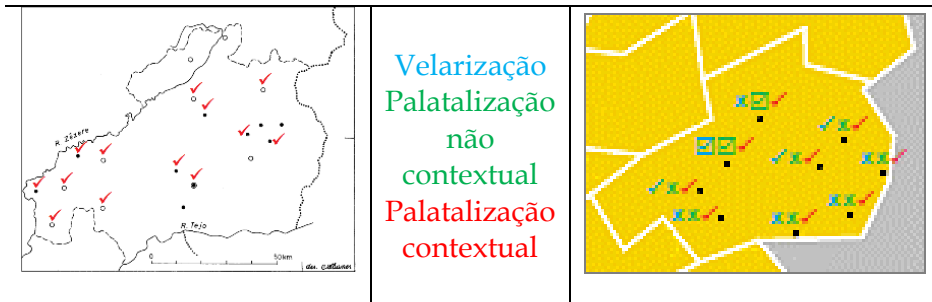 R. Zêzere
R. Tejo
0 50km
Velarização
Palatalização
não
contextual
Palatalização
contextual